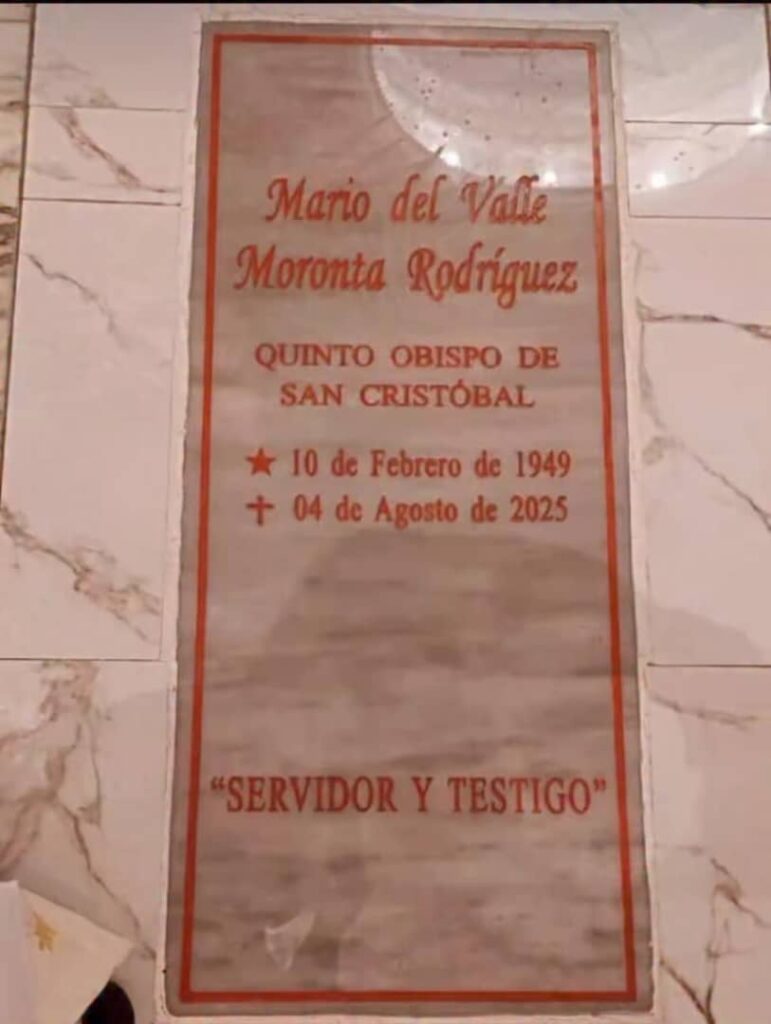 Mario del Valle
Moronta Rodríguez
QUINTO OBISPO DE
SAN CRISTÓBAL
★ 10 de Febrero de 1949
✝ 04 de Agosto de 2025
“SERVIDOR Y TESTIGO”